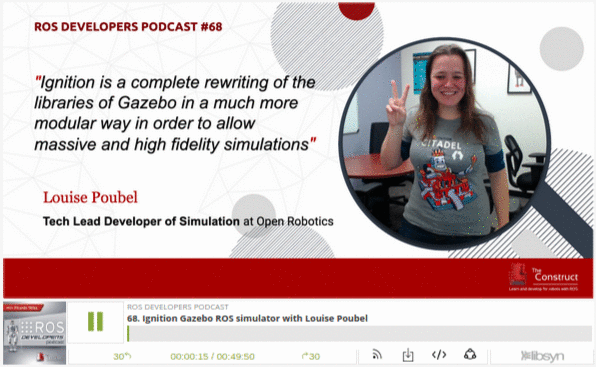 ROS DEVELOPERS PODCAST #68
"Ignition is a complete rewriting of the
libraries of Gazebo in a much more
modular way in order to allow
massive and high fidelity simulations"
CITADEL
Louise Poubel
Tech Lead Developer of Simulation at Open Robotics
The
Construct
Learn and develop for robots with ROS
ROS DEVELOPERS PODCAST
68. Ignition Gazebo ROS simulator with Louise Poubel
ROS
DEVELOPERS
PODCAST
30
00:00:15 / 00:49:50
30
</>
libsyn